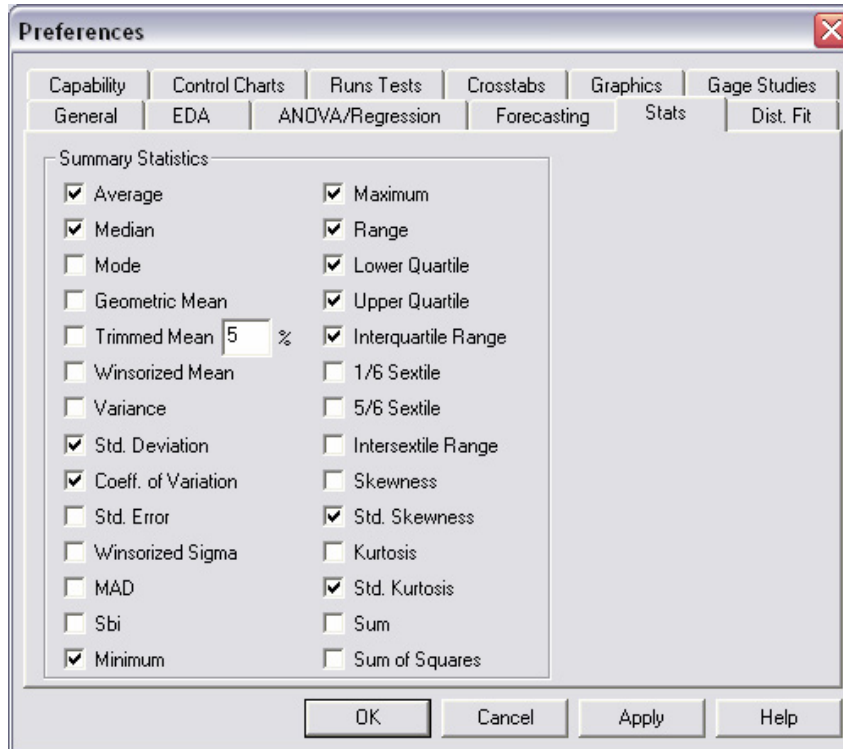 Preferences
Capability Control Charts Runs Tests Crosstabs Graphics Gage Studies
General EDA ANOVA/Regression Forecasting Stats Dist. Fit
Summary Statistics
Average
Median
Mode
Geometric Mean
Trimmed Mean 5 %
Winsorized Mean
Variance
Std. Deviation
Coeff. of Variation
Std. Error
Winsorized Sigma
MAD
Sbi
Minimum
Maximum
Range
Lower Quartile
Upper Quartile
Interquartile Range
1/6 Sextile
5/6 Sextile
Intersextile Range
Skewness
Std. Skewness
Kurtosis
Std. Kurtosis
Sum
Sum of Squares
OK Cancel Apply Help